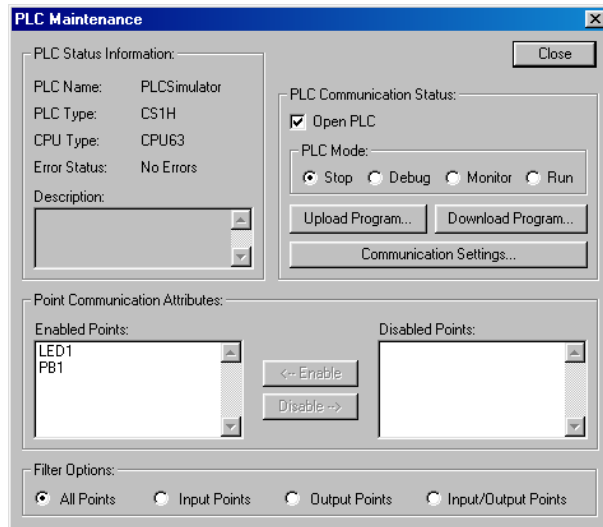 PLC Maintenance
Close
PLC Status Information:
PLC Name: PLCSimulator
PLC Type: CS1H
CPU Type: CPU63
Error Status: No Errors
Description:
PLC Communication Status:
Open PLC
PLC Mode:
Stop Debug Monitor Run
Upload Program... Download Program...
Communication Settings...
Point Communication Attributes:
Enabled Points:
LED1
PB1
<-- Enable
Disable -->
Disabled Points:
Filter Options:
All Points Input Points Output Points Input/Output Points